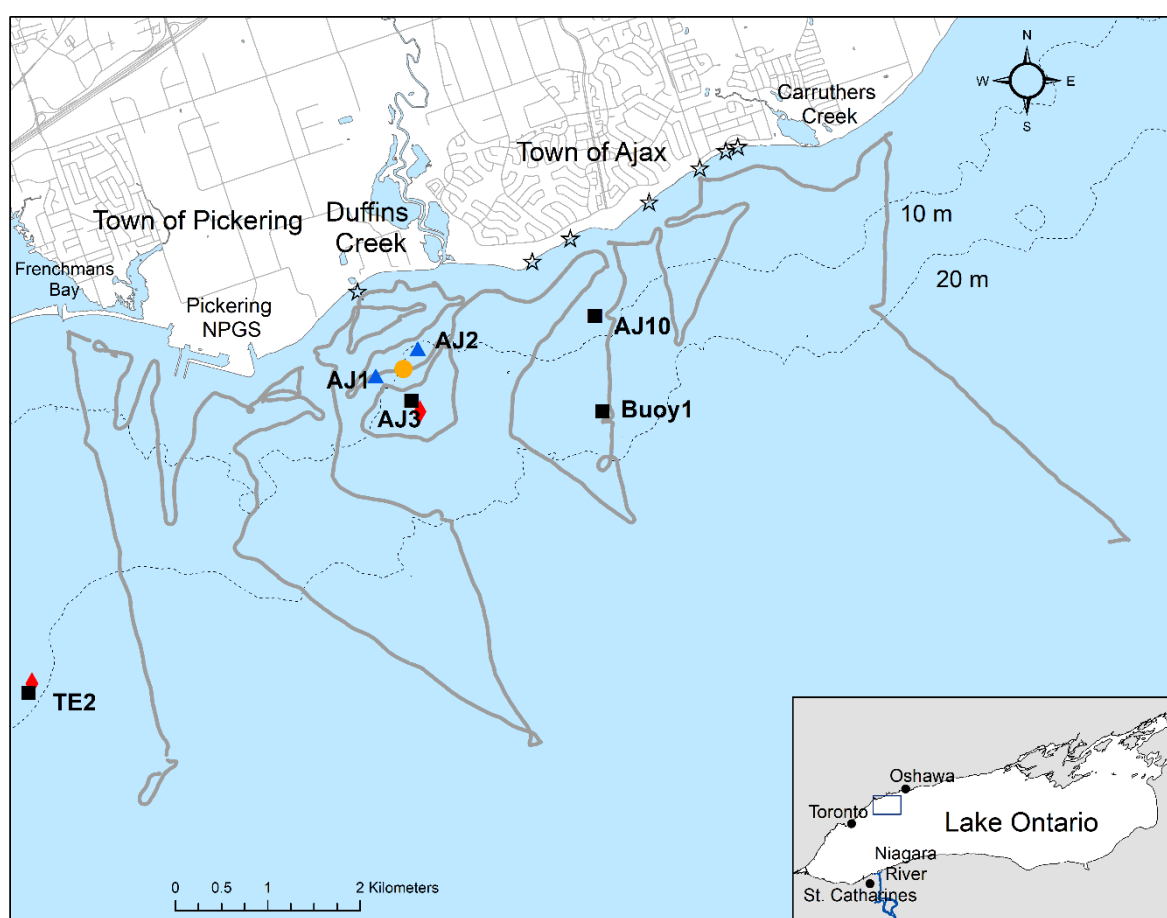 N
W E
S
Carruthers
Creek
Town of Ajax
10 m
Town of Pickering
Duffins
Creek
20 m
Frenchmans
Bay
Pickering
NPGS
AJ10
AJ2
AJ1
AJ3
Buoy1
TE2
Oshawa
Toronto
Lake Ontario
Niagara
River
St. Catharines
0 0.5 1 2 Kilometers